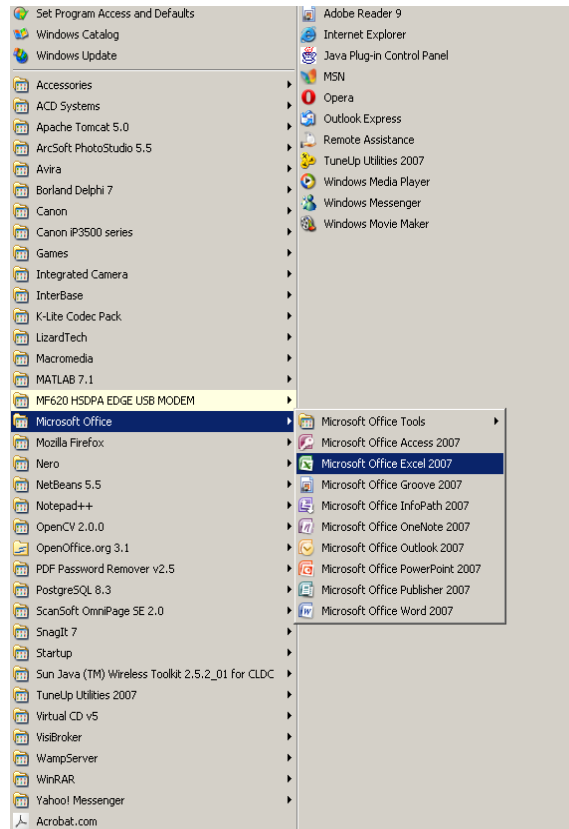 Set Program Access and Defaults
Windows Catalog
Windows Update
Accessories
ACD Systems
Apache Tomcat 5.0
ArcSoft PhotoStudio 5.5
Avira
Borland Delphi 7
Canon
Canon iP3500 series
Games
Integrated Camera
InterBase
K-Lite Codec Pack
LizardTech
Macromedia
MATLAB 7.1
MF620 HSDPA EDGE USB MODEM
Microsoft Office
Mozilla Firefox
Nero
NetBeans 5.5
Notepad++
OpenCV 2.0.0
OpenOffice.org 3.1
PDF Password Remover v2.5
PostgreSQL 8.3
ScanSoft OmniPage SE 2.0
SnagIt 7
Startup
Sun Java (TM) Wireless Toolkit 2.5.2_01 for CLDC
TuneUp Utilities 2007
Virtual CD v5
VisiBroker
WampServer
WinRAR
Yahoo! Messenger
Acrobat.com
Adobe Reader 9
Internet Explorer
Java Plug-in Control Panel
MSN
Opera
Outlook Express
Remote Assistance
TuneUp Utilities 2007
Windows Media Player
Windows Messenger
Windows Movie Maker
Microsoft Office Tools
Microsoft Office Access 2007
Microsoft Office Excel 2007
Microsoft Office Groove 2007
Microsoft Office InfoPath 2007
Microsoft Office OneNote 2007
Microsoft Office Outlook 2007
Microsoft Office PowerPoint 2007
Microsoft Office Publisher 2007
Microsoft Office Word 2007